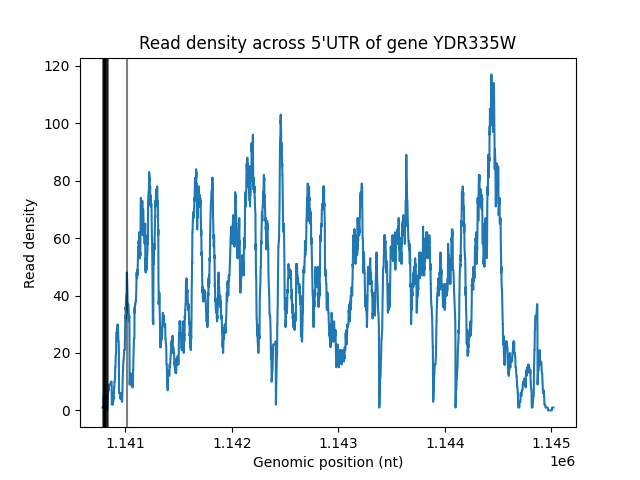 Read density across 5'UTR of gene YDR335W
120
100
80
60
40
20
0
Read density
1.141 1.142 1.143 1.144 1.145
1e6
Genomic position (nt)